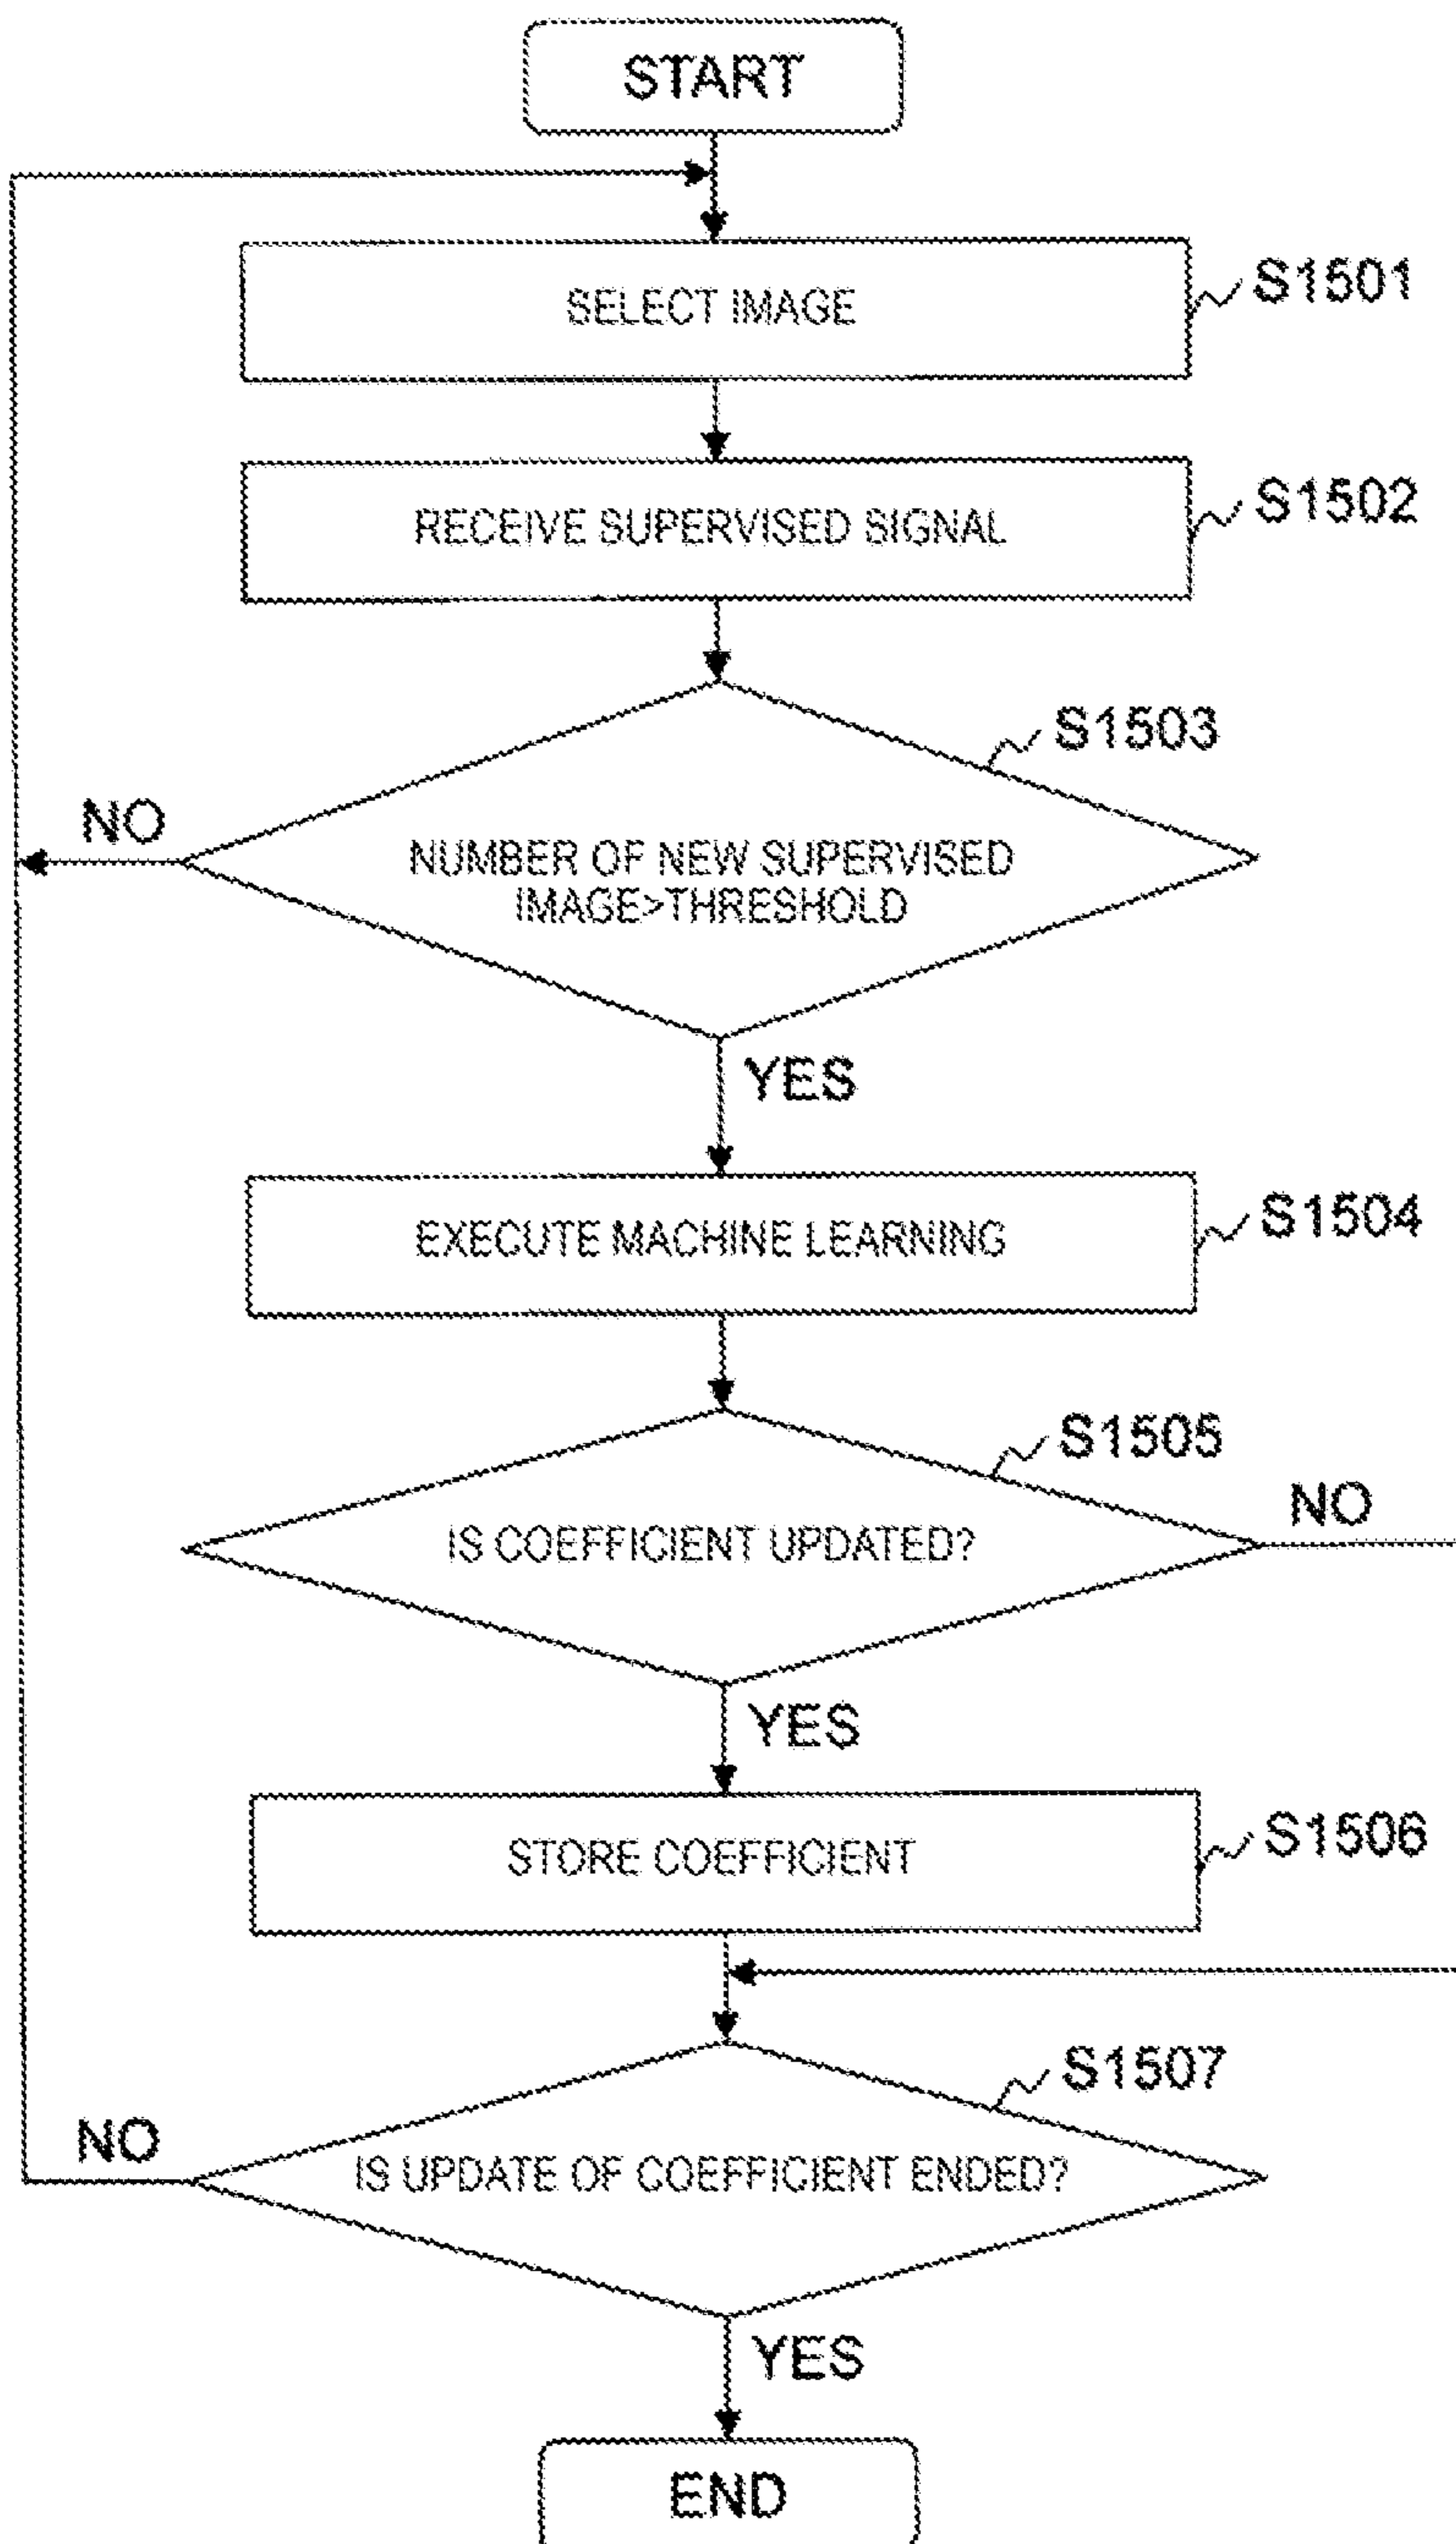 START
SELECT IMAGE
S1501
RECEIVE SUPERVISED SIGNAL
S1502
S1503
NO
NUMBER OF NEW SUPERVISED
IMAGE>THRESHOLD
YES
EXECUTE MACHINE LEARNING
S1504
S1505
NO
IS COEFFICIENT UPDATED?
YES
STORE COEFFICIENT
S1506
S1507
NO
IS UPDATE OF COEFFICIENT ENDED?
YES
END